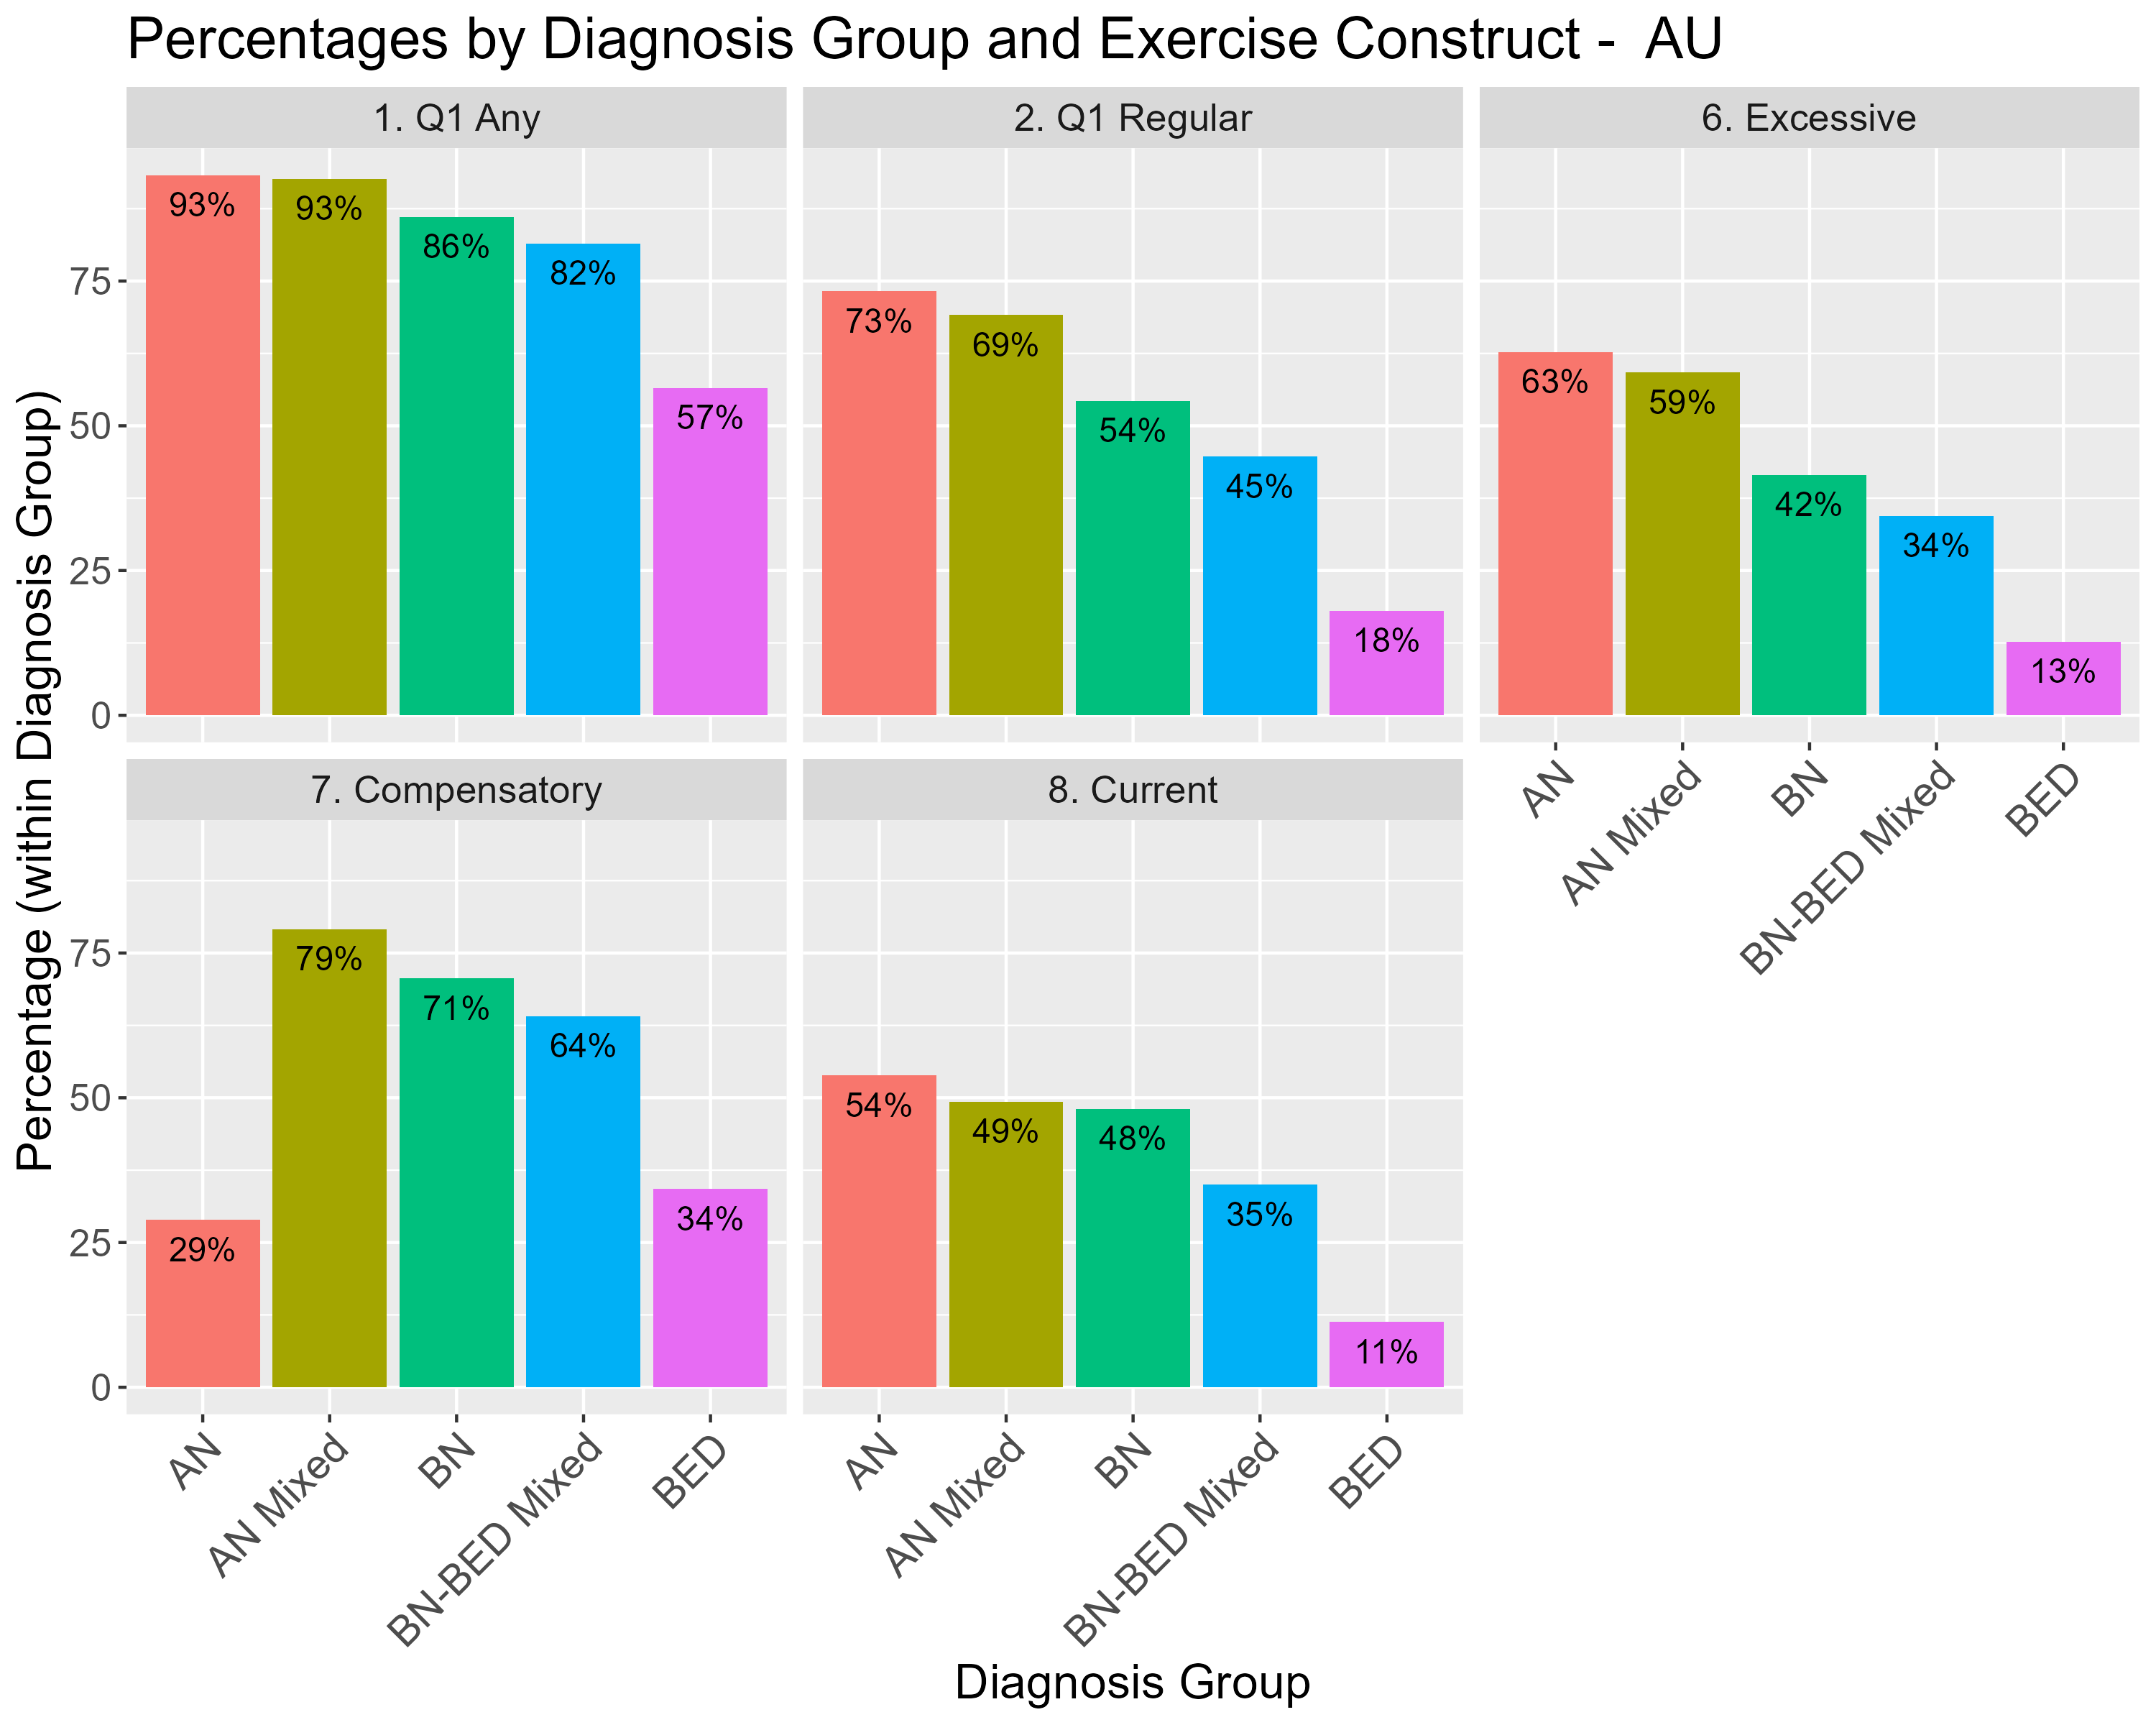 Percentages by Diagnosis Group and Exercise Construct -  AU
Percentage (within Diagnosis Group)
1. Q1 Any
2. Q1 Regular
6. Excessive
75
50
25
0
93%
93%
86%
82%
57%
73%
69%
54%
45%
18%
63%
59%
42%
34%
13%
AN
AN Mixed
BN
BN-BED Mixed
BED
7. Compensatory
8. Current
75
50
25
0
29%
79%
71%
64%
34%
54%
49%
48%
35%
11%
AN
AN Mixed
BN
BN-BED Mixed
BED
AN
AN Mixed
BN
BN-BED Mixed
BED
Diagnosis Group